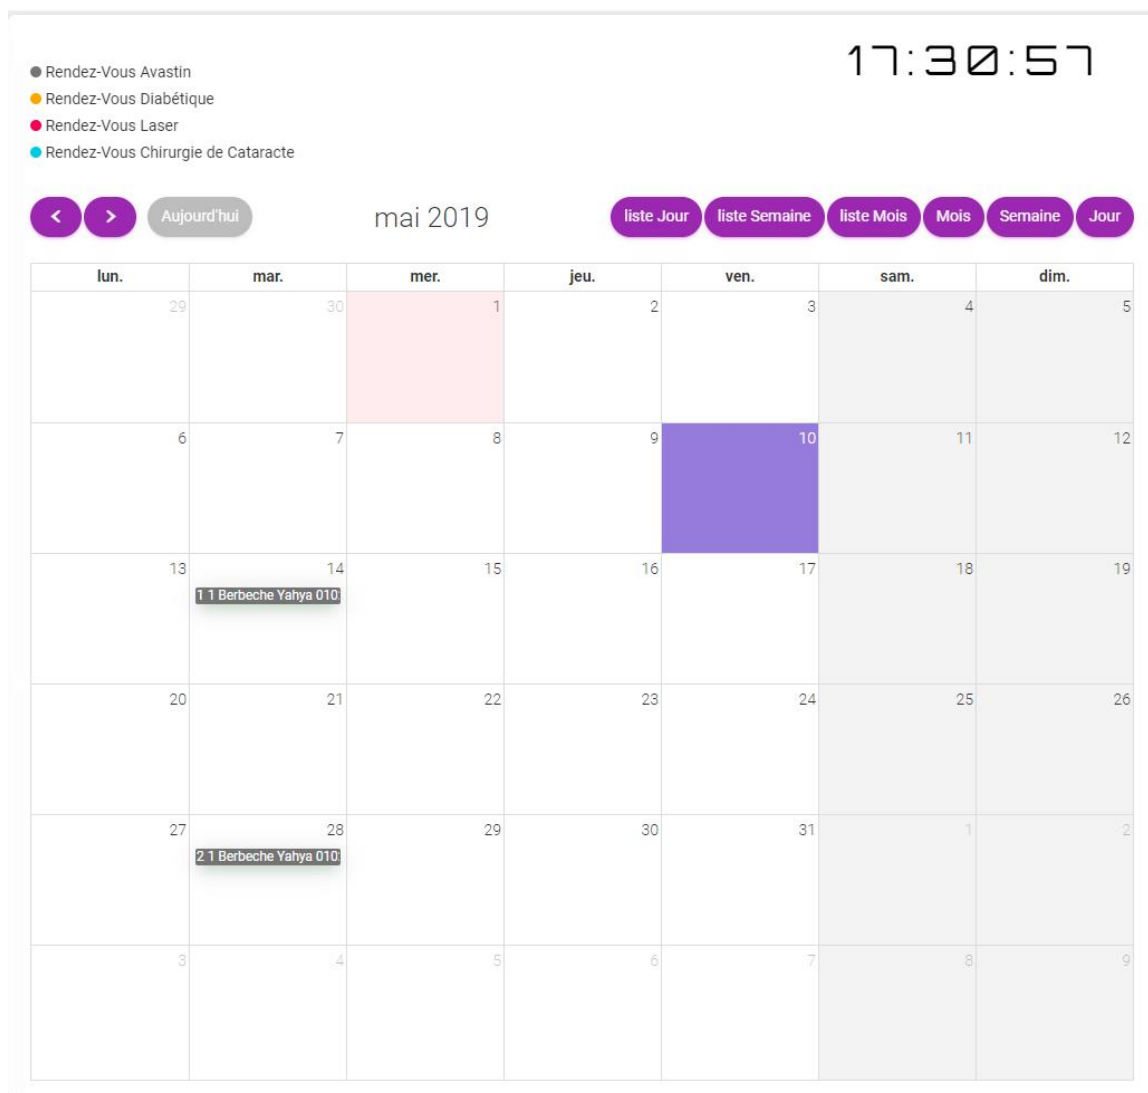 17:30:57
Rendez-Vous Avastin
Rendez-Vous Diabétique
Rendez-Vous Laser
Rendez-Vous Chirurgie de Cataracte
< > Aujourd'hui mai 2019 liste Jour liste Semaine liste Mois Mois Semaine Jour
lun. mar. mer. jeu. ven. sam. dim.
29 30 1 2 3 4 5
6 7 8 9 10 11 12
13 14 15 16 17 18 19
1 1 Berbeche Yahya 010
20 21 22 23 24 25 26
27 28 29 30 31 1 2
2 1 Berbeche Yahya 010
3 4 5 6 7 8 9